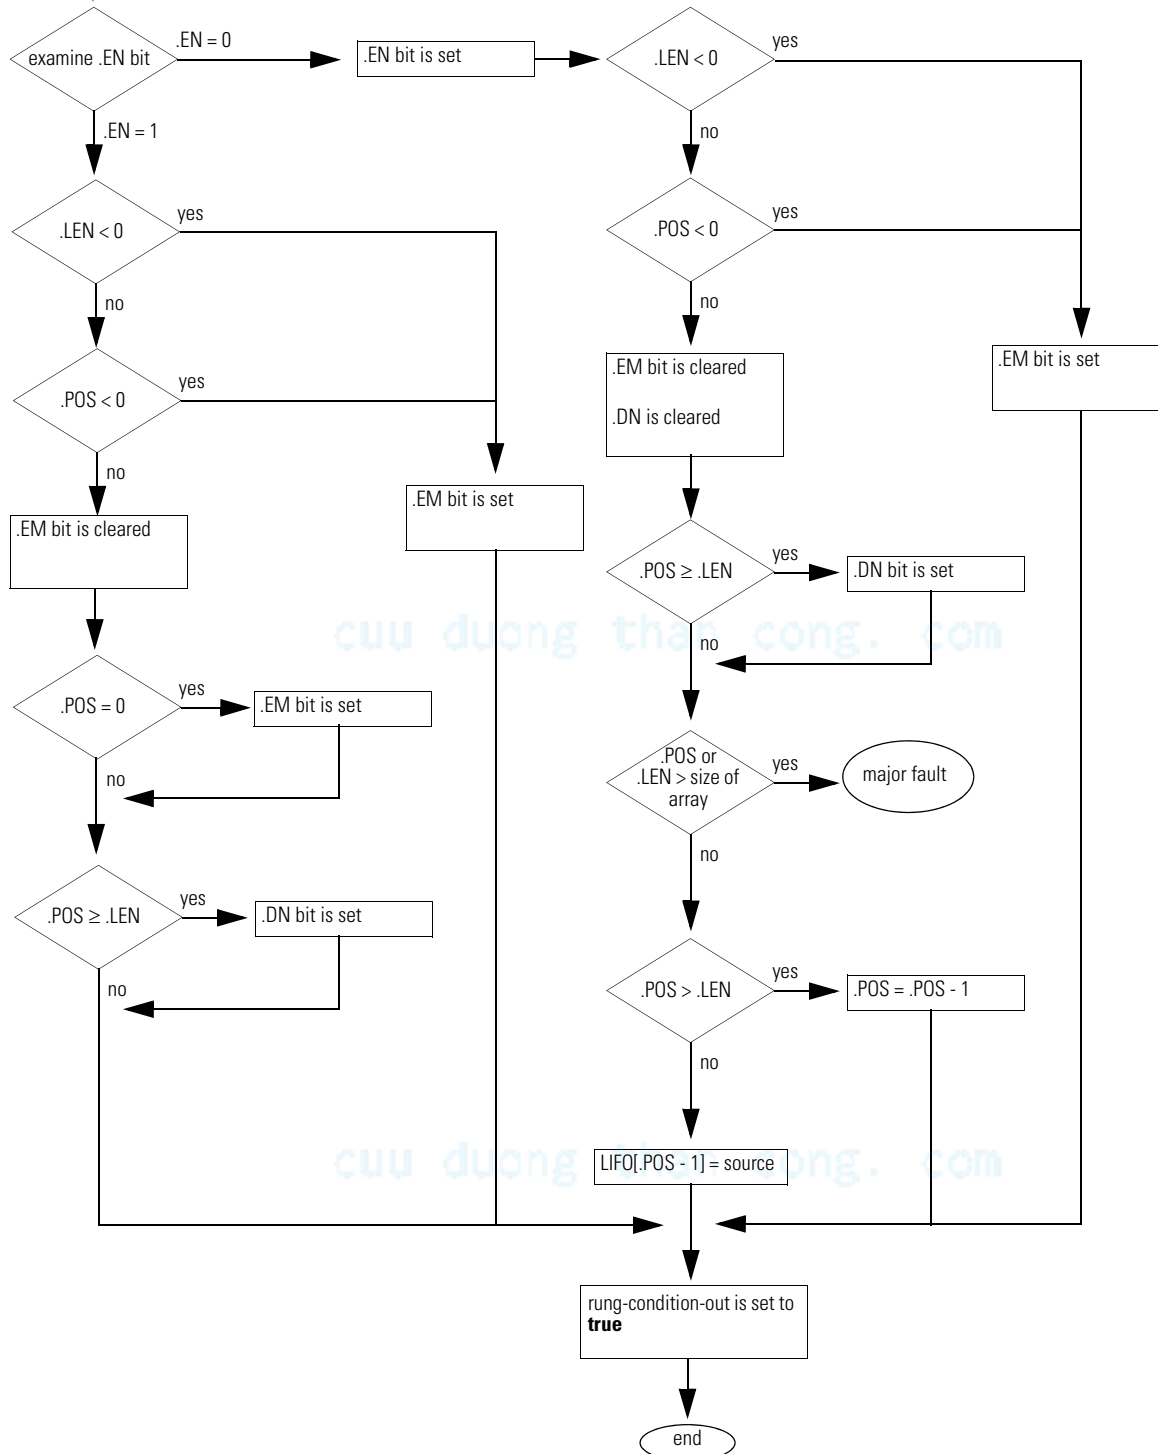 examine .EN bit
.EN = 0
.EN bit is set
.LEN < 0
yes
.EN = 1
no
.LEN < 0
yes
.POS < 0
yes
no
no
.POS < 0
yes
.EM bit is cleared
.DN is cleared
.EM bit is set
no
.EM bit is set
.EM bit is cleared
.POS ≥ .LEN
yes
.DN bit is set
cuu duong than cong. com
no
.POS = 0
yes
.EM bit is set
no
.POS or
.LEN > size of
array
yes
major fault
no
.POS ≥ .LEN
yes
.DN bit is set
no
.POS > .LEN
yes
.POS = .POS - 1
no
LIFO[.POS - 1] = source
cuu duong than cong. com
rung-condition-out is set to
true
end